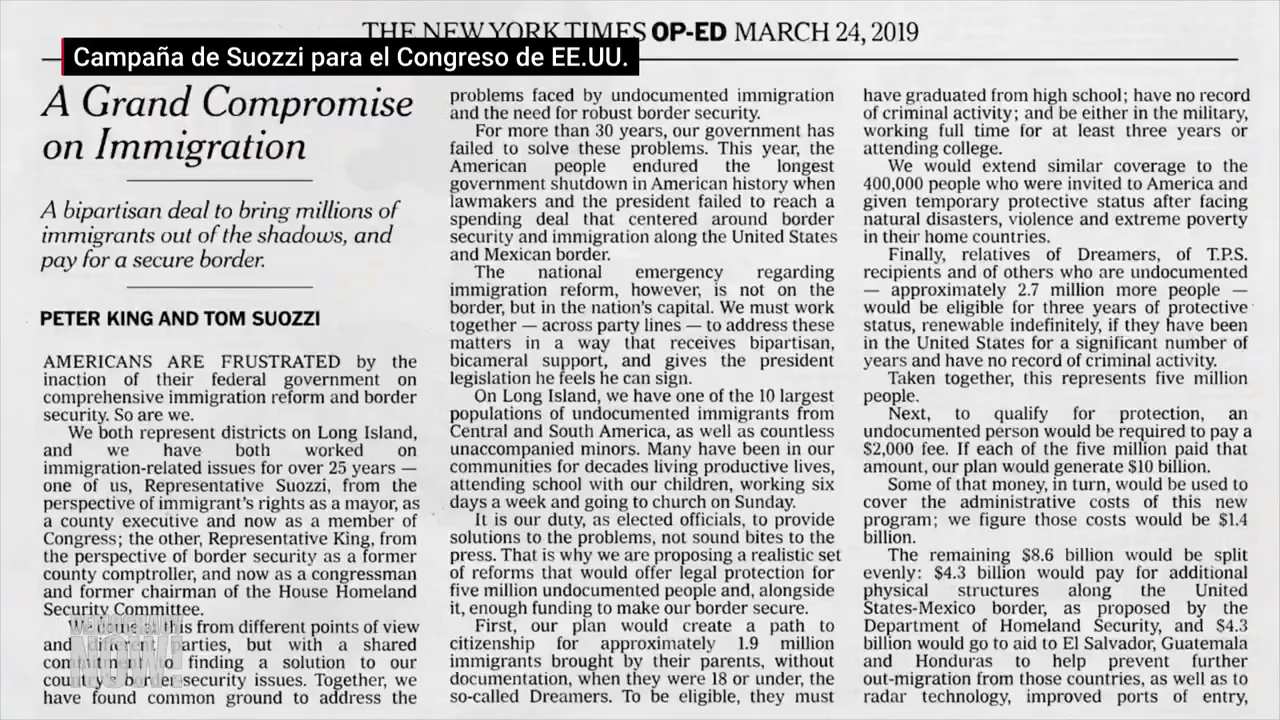 THE NEW YORK TIMES OP-ED MARCH 24, 2019
Campaña de Suozzi para el Congreso de EE.UU.
A Grand Compromise
on Immigration
A bipartisan deal to bring millions of
immigrants out of the shadows, and
pay for a secure border.
PETER KING AND TOM SUOZZI
AMERICANS ARE FRUSTRATED by the
inaction of their federal government on
comprehensive immigration reform and border
security. So are we.
We both represent districts on Long Island,
and we have both worked on
immigration-related issues for over 25 years —
one of us, Representative Suozzi, from the
perspective of immigrant's rights as a mayor, as
a county executive and now as a member of
Congress; the other, Representative King, from
the perspective of border security as a former
county comptroller, and now as a congressman
and former chairman of the House Homeland
Security Committee.
this from different points of view
and different parties, but with a shared
commitment to finding a solution to our
country's border security issues. Together, we
have found common ground to address the
problems faced by undocumented immigration
and the need for robust border security.
For more than 30 years, our government has
failed to solve these problems. This year, the
American people endured the longest
government shutdown in American history when
lawmakers and the president failed to reach a
spending deal that centered around border
security and immigration along the United States
and Mexican border.
The national emergency regarding
immigration reform, however, is not on the
border, but in the nation's capital. We must work
together — across party lines — to address these
matters in a way that receives bipartisan,
bicameral support, and gives the president
legislation he feels he can sign.
On Long Island, we have one of the 10 largest
populations of undocumented immigrants from
Central and South America, as well as countless
unaccompanied minors. Many have been in our
communities for decades living productive lives,
attending school with our children, working six
days a week and going to church on Sunday.
It is our duty, as elected officials, to provide
solutions to the problems, not sound bites to the
press. That is why we are proposing a realistic set
of reforms that would offer legal protection for
five million undocumented people and, alongside
it, enough funding to make our border secure.
First, our plan would create a path to
citizenship for approximately 1.9 million
immigrants brought by their parents, without
documentation, when they were 18 or under, the
so-called Dreamers. To be eligible, they must
have graduated from high school; have no record
of criminal activity; and be either in the military,
working full time for at least three years or
attending college.
We would extend similar coverage to the
400,000 people who were invited to America and
given temporary protective status after facing
natural disasters, violence and extreme poverty
in their home countries.
Finally, relatives of Dreamers, of T.P.S.
recipients and of others who are undocumented
— approximately 2.7 million more people —
would be eligible for three years of protective
status, renewable indefinitely, if they have been
in the United States for a significant number of
years and have no record of criminal activity.
Taken together, this represents five million
people.
Next, to qualify for protection, an
undocumented person would be required to pay a
$2,000 fee. If each of the five million paid that
amount, our plan would generate $10 billion.
Some of that money, in turn, would be used to
cover the administrative costs of this new
program; we figure those costs would be $1.4
billion.
The remaining $8.6 billion would be split
evenly: $4.3 billion would pay for additional
physical structures along the United
States-Mexico border, as proposed by the
Department of Homeland Security, and $4.3
billion would go to aid to El Salvador, Guatemala
and Honduras to help prevent further
out-migration from those countries, as well as to
radar technology, improved ports of entry,
DEMOCRACY
NOW!